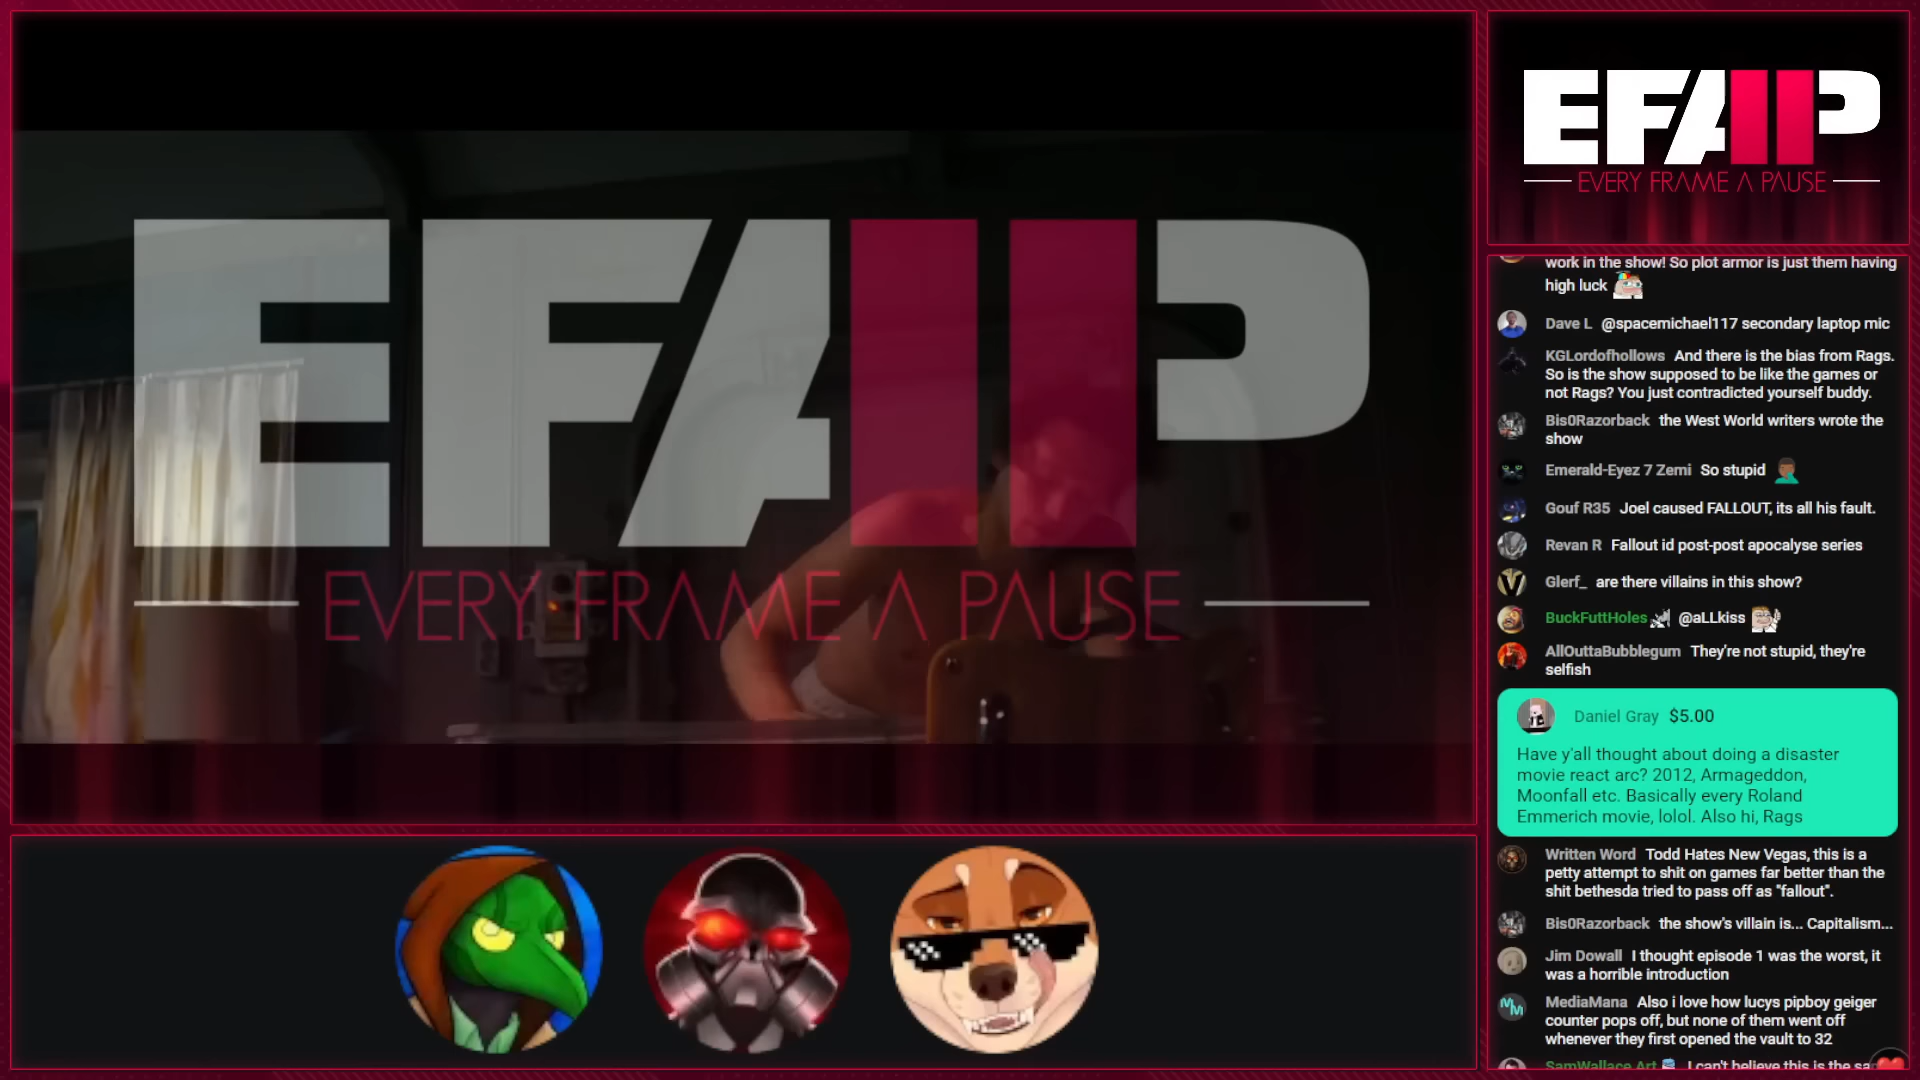 EFAP
EVERY FRAME A PAUSE
EFAP
EVERY FRAME A PAUSE
work in the show! So plot armor is just them having
high luck
Dave L @spacemichael117 secondary laptop mic
KGLordofhollows And there is the bias from Rags.
So is the show supposed to be like the games or
not Rags? You just contradicted yourself buddy.
Bis0Razorback the West World writers wrote the
show
Emerald-Eyez 7 Zemi So stupid
Gouf R35 Joel caused FALLOUT, its all his fault.
Revan R Fallout id post-post apocalyse series
Glerf_ are there villains in this show?
BuckFuttHoles @aLLkiss
AllOuttaBubblegum They're not stupid, they're
selfish
Daniel Gray $5.00
Have y'all thought about doing a disaster
movie react arc? 2012, Armageddon,
Moonfall etc. Basically every Roland
Emmerich movie, lolol. Also hi, Rags
Written Word Todd Hates New Vegas, this is a
petty attempt to shit on games far better than the
shit bethesda tried to pass off as "fallout".
Bis0Razorback the show's villain is... Capitalism...
Jim Dowall I thought episode 1 was the worst, it
was a horrible introduction
MediaMana Also i love how lucys pipboy geiger
counter pops off, but none of them went off
whenever they first opened the vault to 32
SamWallace Art I can't believe this is the